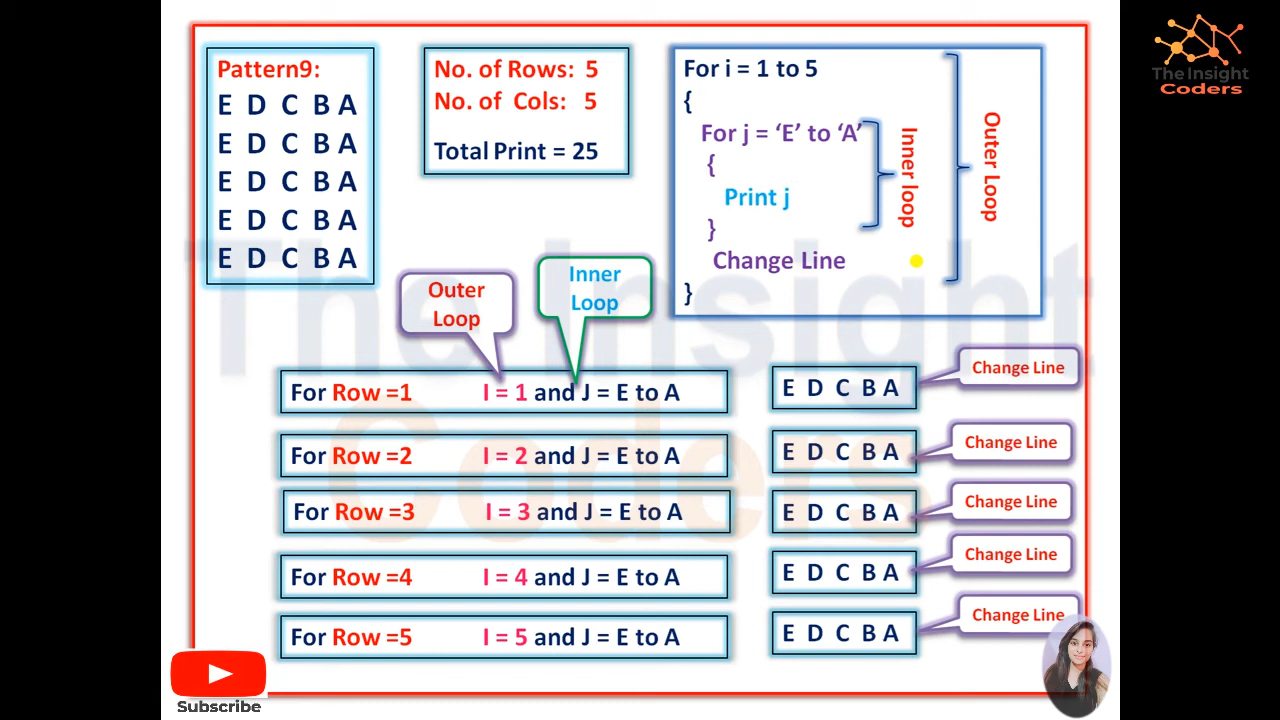 Pattern9:
E D C B A
E D C B A
E D C B A
E D C B A
E D C B A
No. of Rows: 5
No. of Cols: 5
Total Print = 25
For i = 1 to 5
{
For j = ‘E’ to ‘A’
{
Print j
}
Change Line
}
Inner loop
Outer Loop
The Insight
Coders
Outer
Loop
Inner
Loop
For Row =1 I = 1 and J = E to A
E D C B A
Change Line
For Row =2 I = 2 and J = E to A
E D C B A
Change Line
For Row =3 I = 3 and J = E to A
E D C B A
Change Line
For Row =4 I = 4 and J = E to A
E D C B A
Change Line
For Row =5 I = 5 and J = E to A
E D C B A
Change Line
The Insight
Coders
Subscribe